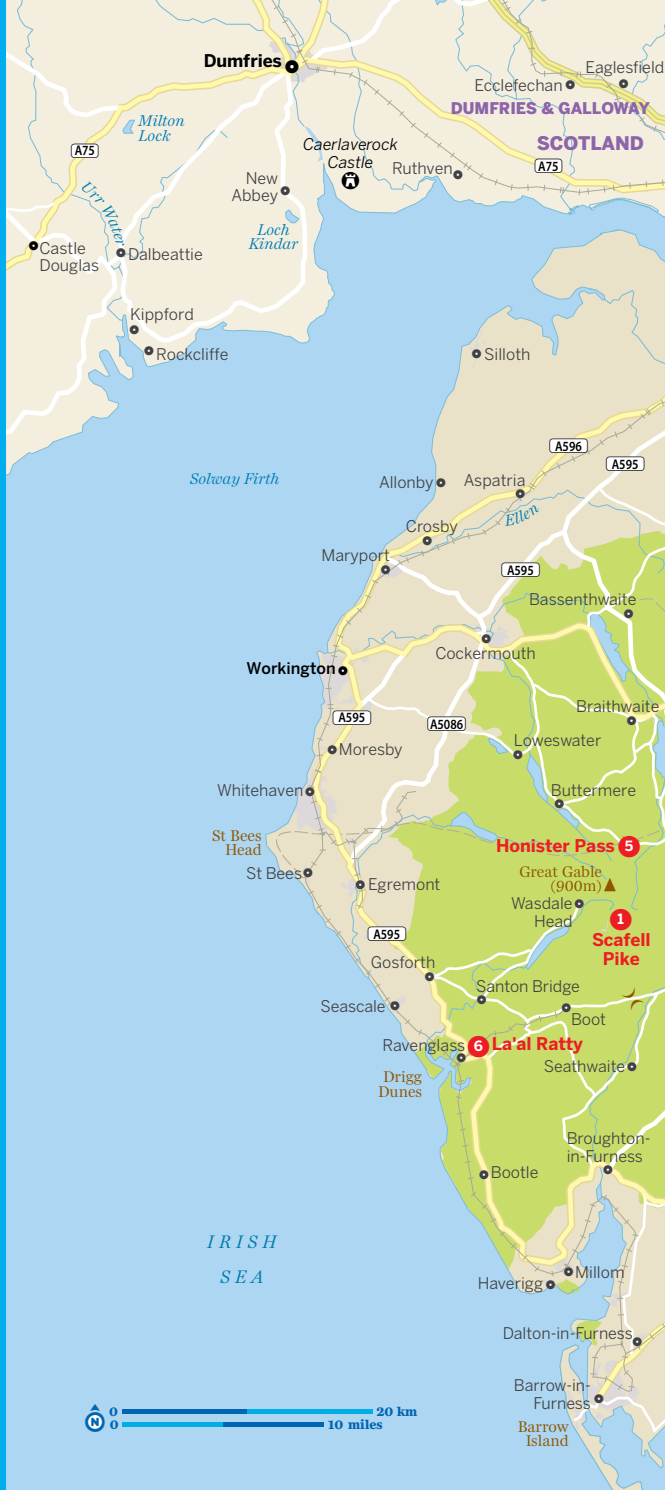 Dumfries
Eaglesfield
Ecclefechan
DUMFRIES & GALLOWAY
Milton
Lock
SCOTLAND
Caerlaverock
Castle
A75
A75
Ruthven
New
Abbey
Urr Water
Loch
Kindar
Castle
Douglas
Dalbeattie
Kippford
Rockcliffe
Silloth
A596
A595
Solway Firth
Allonby
Aspatria
Ellen
Crosby
Maryport
A595
Bassenthwaite
Cockermouth
Workington
Braithwaite
A595
A5086
Loweswater
Moresby
Whitehaven
Buttermere
St Bees
Head
Honister Pass 5
St Bees
Great Gable
(900m)
Egremont
Wasdale
Head
1
Scafell
Pike
A595
Gosforth
Santon Bridge
Seascale
Boot
Ravenglass
6 La'al Ratty
Seathwaite
Drigg
Dunes
Broughton-
in-Furness
Bootle
IRISH
SEA
Millom
Haverigg
Dalton-in-Furness
Barrow-in-
Furness
Barrow
Island
N
0 20 km
0 10 miles